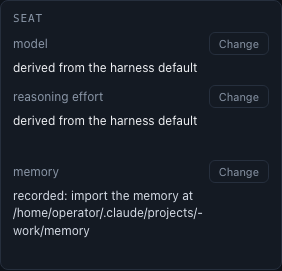 SEAT
model
Change
derived from the harness default
reasoning effort
Change
derived from the harness default
memory
Change
recorded: import the memory at
/home/operator/.claude/projects/-
work/memory